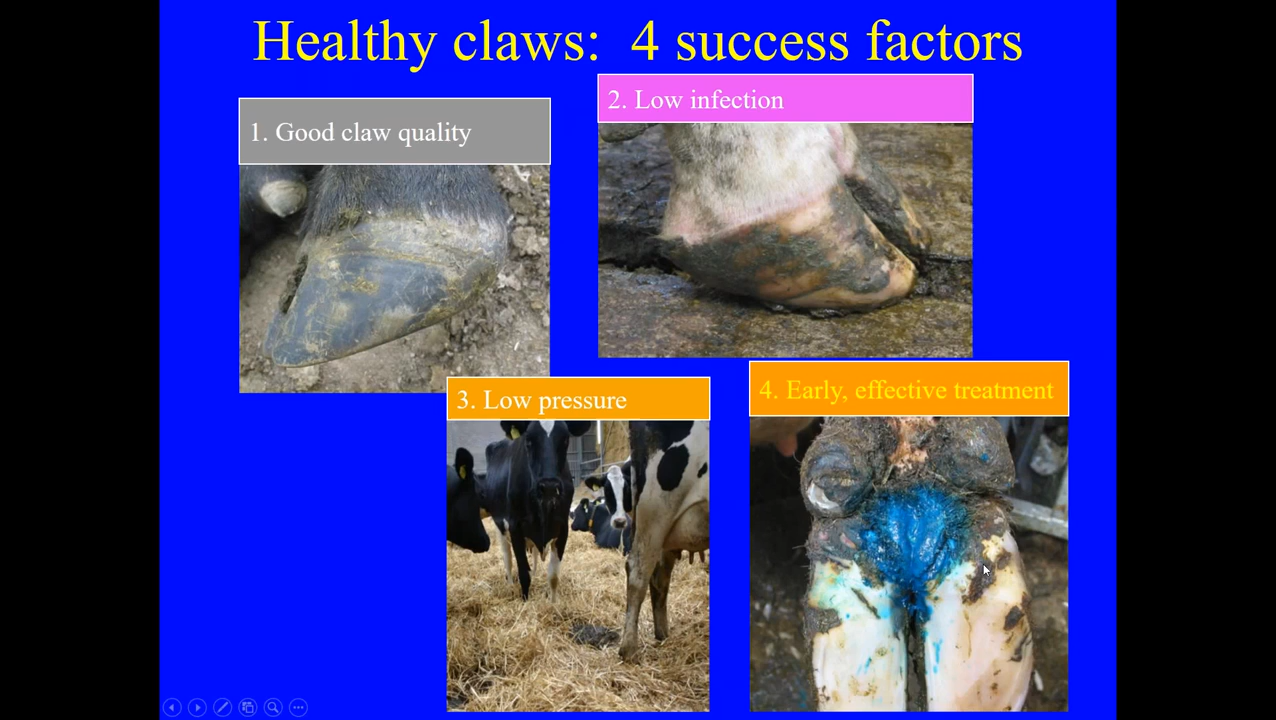 Healthy claws: 4 success factors
1. Good claw quality
2. Low infection
3. Low pressure
4. Early, effective treatment